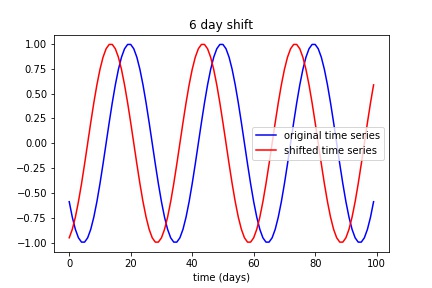 6 day shift
1.00
0.75
0.50
0.25
0.00
−0.25
−0.50
−0.75
−1.00
original time series
shifted time series
0 20 40 60 80 100
time (days)